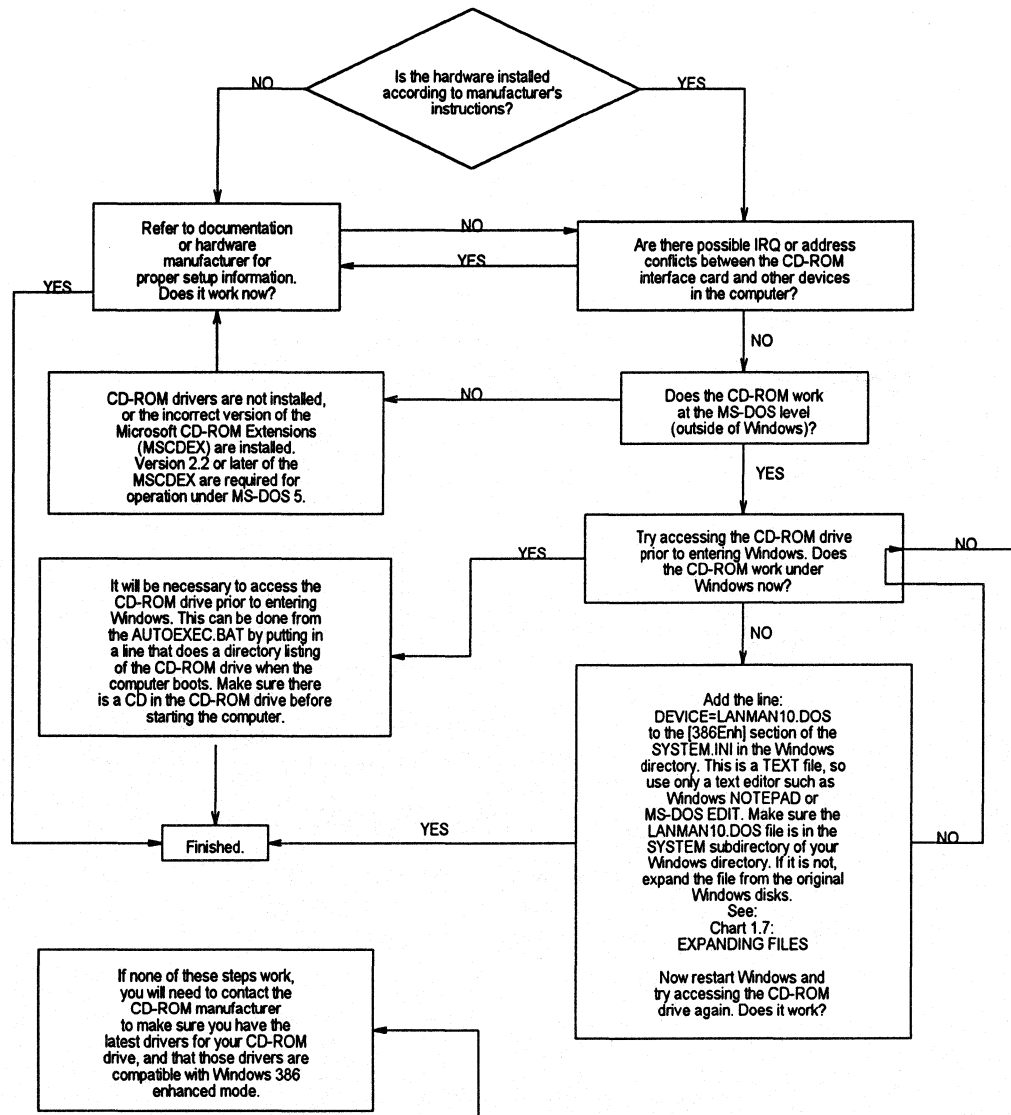 Is the hardware installed
according to manufacturer's
instructions?
NO
YES
Refer to documentation
or hardware
manufacturer for
proper setup information.
Does it work now?
NO
YES
YES
Are there possible IRQ or address
conflicts between the CD-ROM
interface card and other devices
in the computer?
NO
CD-ROM drivers are not installed,
or the incorrect version of the
Microsoft CD-ROM Extensions
(MSCDEX) are installed.
Version 2.2 or later of the
MSCDEX are required for
operation under MS-DOS 5.
NO
Does the CD-ROM work
at the MS-DOS level
(outside of Windows)?
YES
Try accessing the CD-ROM drive
prior to entering Windows. Does
the CD-ROM work under
Windows now?
YES
NO
NO
It will be necessary to access the
CD-ROM drive prior to entering
Windows. This can be done from
the AUTOEXEC.BAT by putting in
a line that does a directory listing
of the CD-ROM drive when the
computer boots. Make sure there
is a CD in the CD-ROM drive before
starting the computer.
Add the line:
DEVICE=LANMAN10.DOS
to the [386Enh] section of the
SYSTEM.INI in the Windows
directory. This is a TEXT file, so
use only a text editor such as
Windows NOTEPAD or
MS-DOS EDIT. Make sure the
LANMAN10.DOS file is in the
SYSTEM subdirectory of your
Windows directory. If it is not,
expand the file from the original
Windows disks.
See:
Chart 1.7:
EXPANDING FILES
Now restart Windows and
try accessing the CD-ROM
drive again. Does it work?
YES
NO
Finished.
If none of these steps work,
you will need to contact the
CD-ROM manufacturer
to make sure you have the
latest drivers for your CD-ROM
drive, and that those drivers are
compatible with Windows 386
enhanced mode.